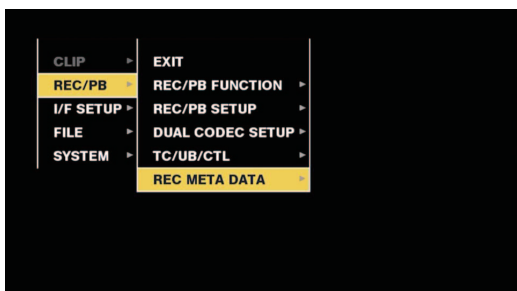 CLIP
REC/PB
I/F SETUP
FILE
SYSTEM
EXIT
REC/PB FUNCTION
REC/PB SETUP
DUAL CODEC SETUP
TC/UB/CTL
REC META DATA